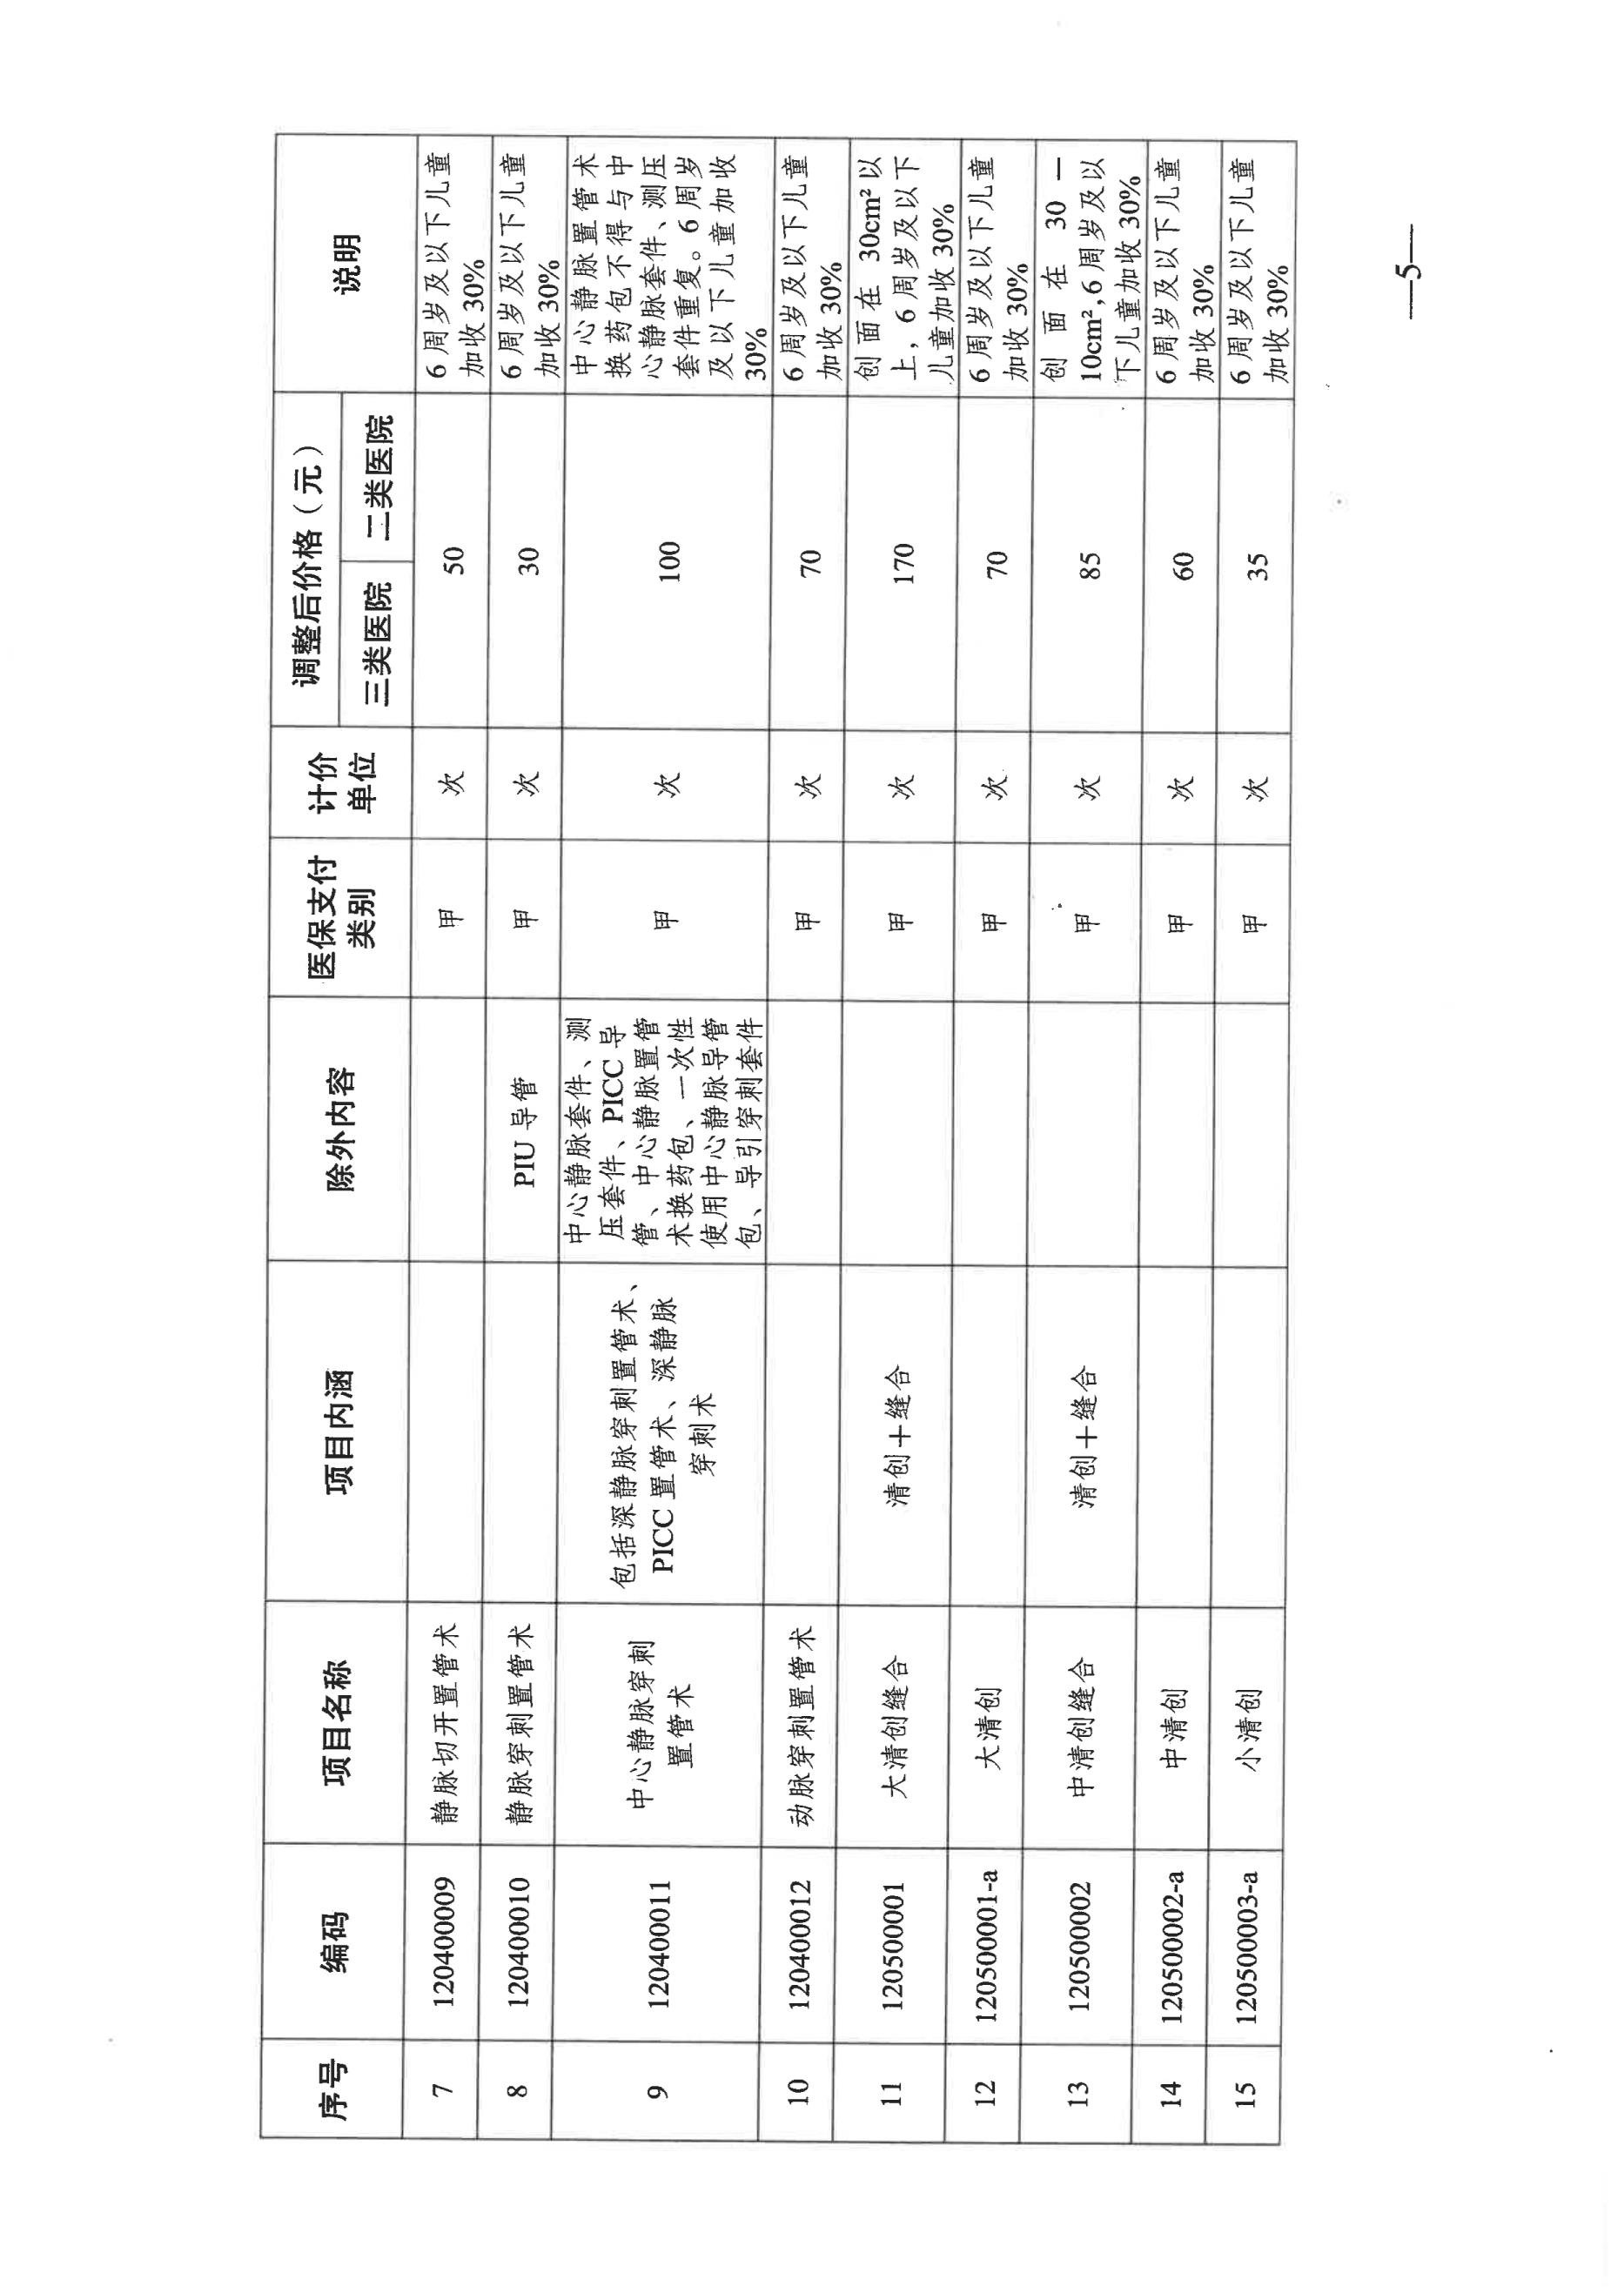 序号
编码
项目名称
项目内涵
除外内容
医保支付
类别
计价
单位
调整后价格（元）
三类医院
二类医院
说明
7
120400009
静脉切开置管术
甲
次
50
6周岁及以下儿童
加收30%
8
120400010
静脉穿刺置管术
PIU导管
甲
次
30
6周岁及以下儿童
加收30%
9
120400011
中心静脉穿刺
置管术
包括深静脉穿刺置管术、
PICC置管术、深静脉
穿刺术
中心静脉套件、测
压套件、PICC导
管、中心静脉置管
术换药包、一次性
使用中心静脉导管
包、导引穿刺套件
甲
次
100
中心静脉置管术
换药包不得与中
心静脉套件、测压
套件重复。6周岁
及以下儿童加收
30%
10
120400012
动脉穿刺置管术
甲
次
70
6周岁及以下儿童
加收30%
11
120500001
大清创缝合
清创＋缝合
甲
次
170
创面在30cm²以
上，6周岁及以下
儿童加收30%
12
120500001-a
大清创
甲
次
70
6周岁及以下儿童
加收30%
13
120500002
中清创缝合
清创＋缝合
甲
次
85
创面在30—
10cm²,6周岁及以
下儿童加收30%
14
120500002-a
中清创
甲
次
60
6周岁及以下儿童
加收30%
15
120500003-a
小清创
甲
次
35
6周岁及以下儿童
加收30%
—5—